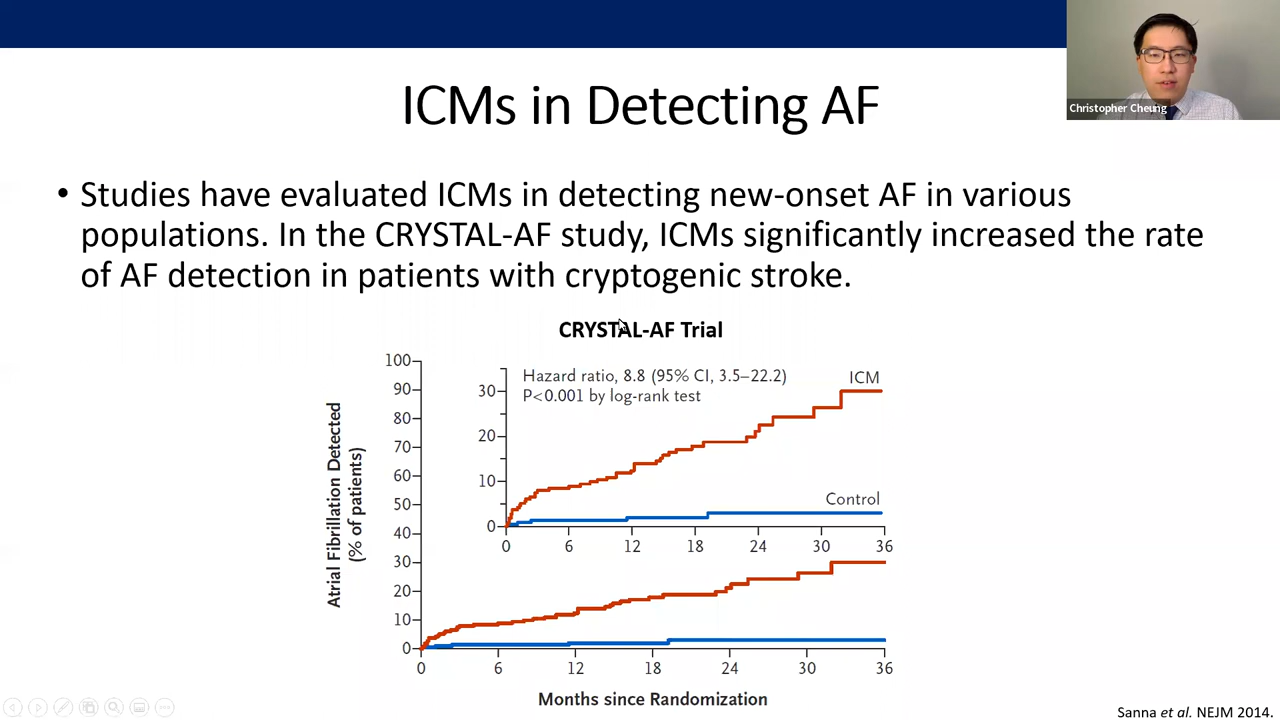 Christopher Cheung
ICMs in Detecting AF
• Studies have evaluated ICMs in detecting new-onset AF in various
populations. In the CRYSTAL-AF study, ICMs significantly increased the rate
of AF detection in patients with cryptogenic stroke.
CRYSTAL-AF Trial
Atrial Fibrillation Detected
(% of patients)
100
90
80
70
60
50
40
30
20
10
0
30
20
10
0
Hazard ratio, 8.8 (95% CI, 3.5–22.2)
P<0.001 by log-rank test
ICM
Control
0 6 12 18 24 30 36
0 6 12 18 24 30 36
Months since Randomization
Sanna et al. NEJM 2014.